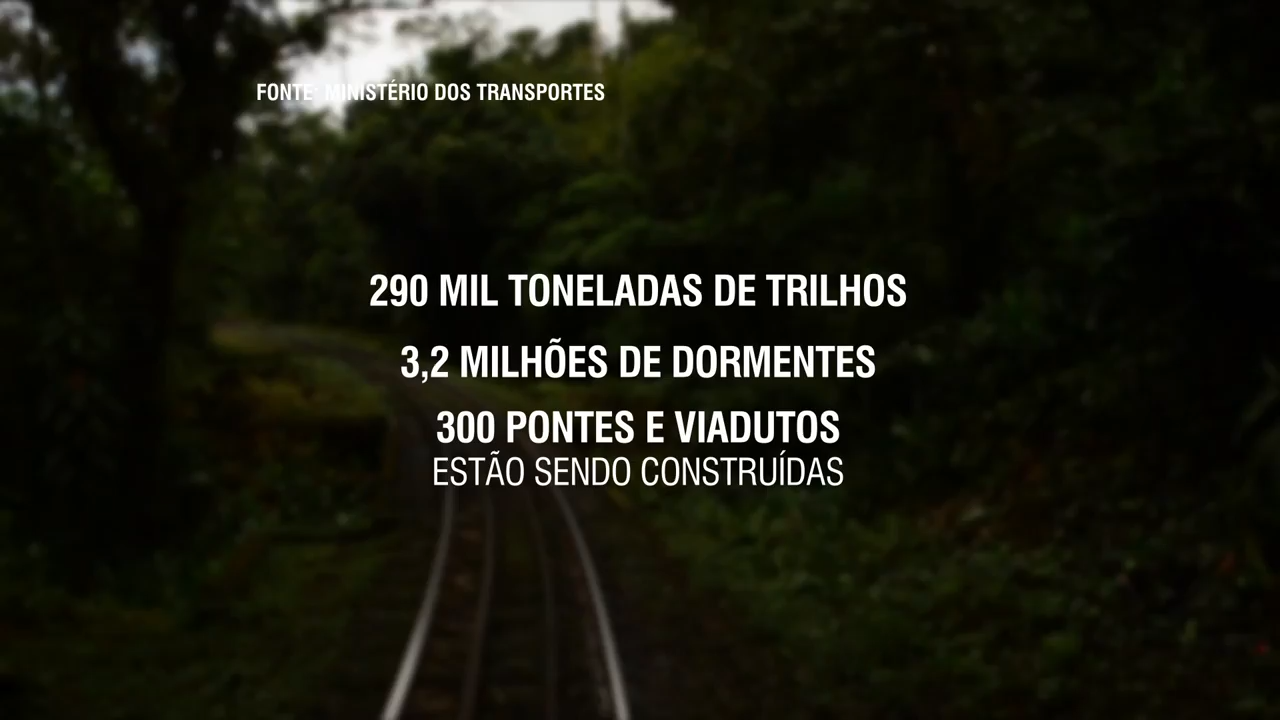 FONTE: MINISTÉRIO DOS TRANSPORTES
290 MIL TONELADAS DE TRILHOS
3,2 MILHÕES DE DORMENTES
300 PONTES E VIADUTOS
ESTÃO SENDO CONSTRUÍDAS